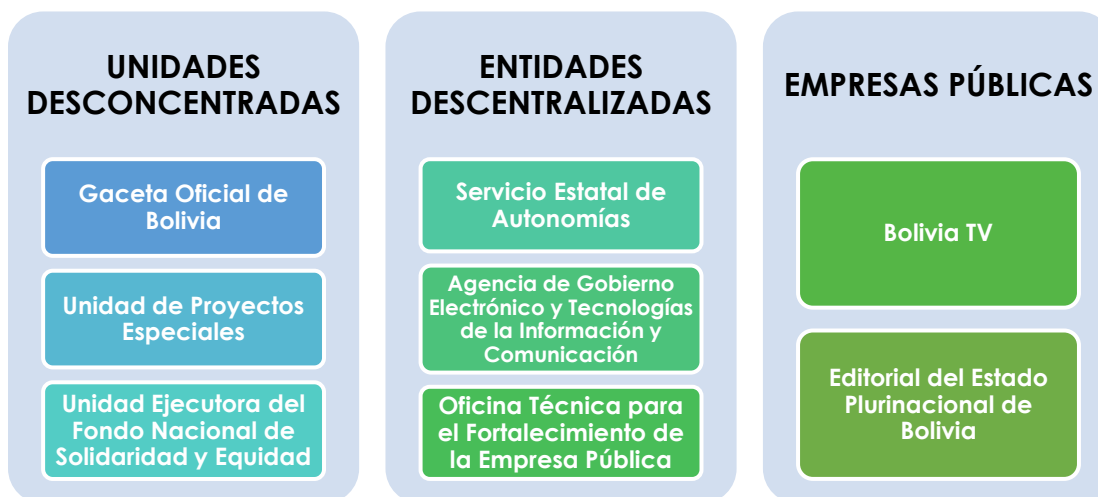 UNIDADES
DESCONCENTRADAS
Gaceta Oficial de
Bolivia
Unidad de Proyectos
Especiales
Unidad Ejecutora del
Fondo Nacional de
Solidaridad y Equidad
ENTIDADES
DESCENTRALIZADAS
Servicio Estatal de
Autonomías
Agencia de Gobierno
Electrónico y Tecnologías
de la Información y
Comunicación
Oficina Técnica para
el Fortalecimiento de
la Empresa Pública
EMPRESAS PÚBLICAS
Bolivia TV
Editorial del Estado
Plurinacional de
Bolivia